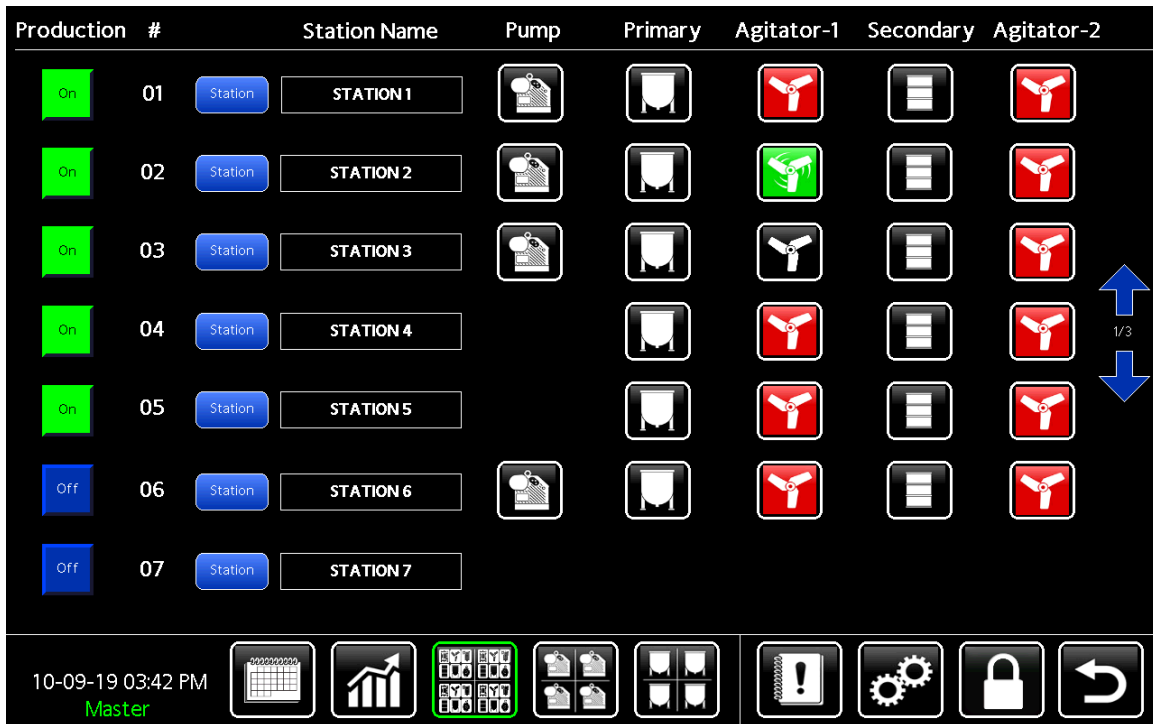 Production # Station Name Pump Primary Agitator-1 Secondary Agitator-2
On 01 Station STATION 1
On 02 Station STATION 2
On 03 Station STATION 3
On 04 Station STATION 4
1/3
On 05 Station STATION 5
Off 06 Station STATION 6
Off 07 Station STATION 7
10-09-19 03:42 PM
Master